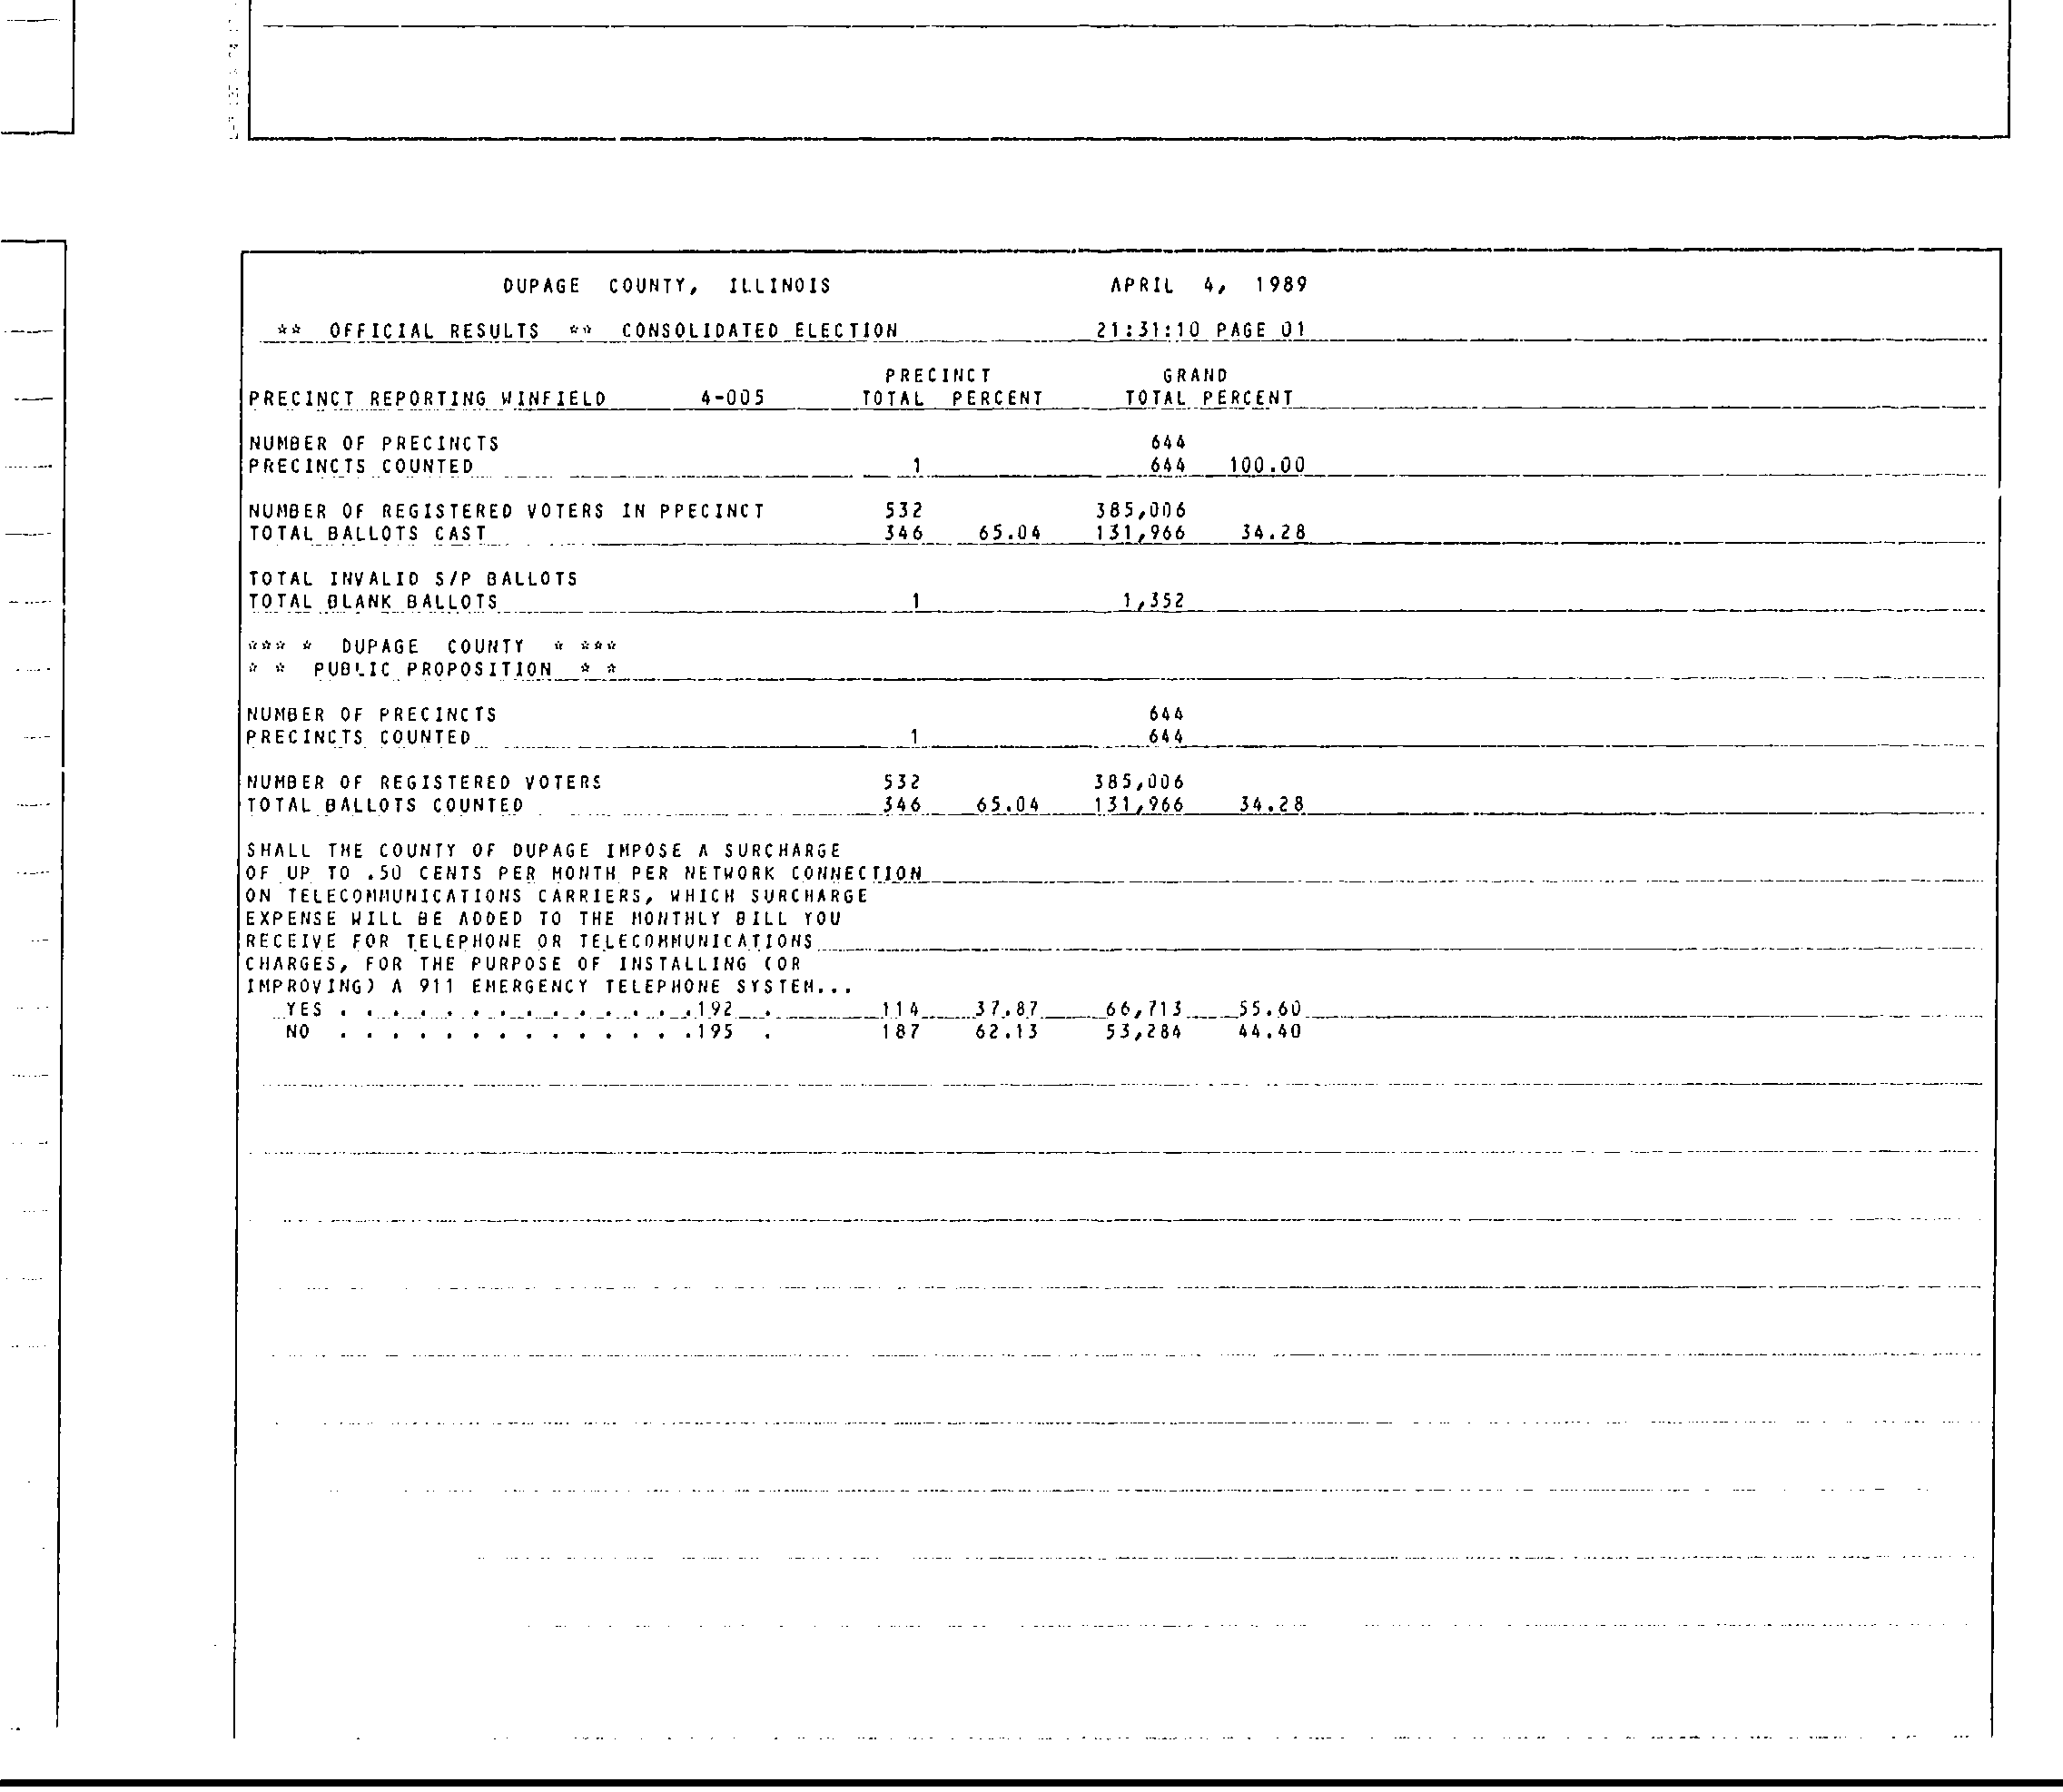 DUPAGE COUNTY, ILLINOIS APRIL 4, 1989
** OFFICIAL RESULTS ** CONSOLIDATED ELECTION 21:31:10 PAGE 01
PRECINCT GRAND
PRECINCT REPORTING WINFIELD 4-005 TOTAL PERCENT TOTAL PERCENT
NUMBER OF PRECINCTS 644
PRECINCTS COUNTED 1 644 100.00
NUMBER OF REGISTERED VOTERS IN PPECINCT 532 385,006
TOTAL BALLOTS CAST 346 65.04 131,966 34.28
TOTAL INVALID S/P BALLOTS
TOTAL BLANK BALLOTS 1 1,352
*** * DUPAGE COUNTY * ***
* * PUBLIC PROPOSITION * *
NUMBER OF PRECINCTS 644
PRECINCTS COUNTED 1 644
NUMBER OF REGISTERED VOTERS 532 385,006
TOTAL BALLOTS COUNTED 346 65.04 131,966 34.28
SHALL THE COUNTY OF DUPAGE IMPOSE A SURCHARGE
OF UP TO .50 CENTS PER MONTH PER NETWORK CONNECTION
ON TELECOMMUNICATIONS CARRIERS, WHICH SURCHARGE
EXPENSE WILL BE ADDED TO THE MONTHLY BILL YOU
RECEIVE FOR TELEPHONE OR TELECOMMUNICATIONS
CHARGES, FOR THE PURPOSE OF INSTALLING (OR
IMPROVING) A 911 EMERGENCY TELEPHONE SYSTEM...
YES . . . . . . . . . . . . . .192 . 114 37.87 66,713 55.60
NO . . . . . . . . . . . . . .195 . 187 62.13 53,284 44.40